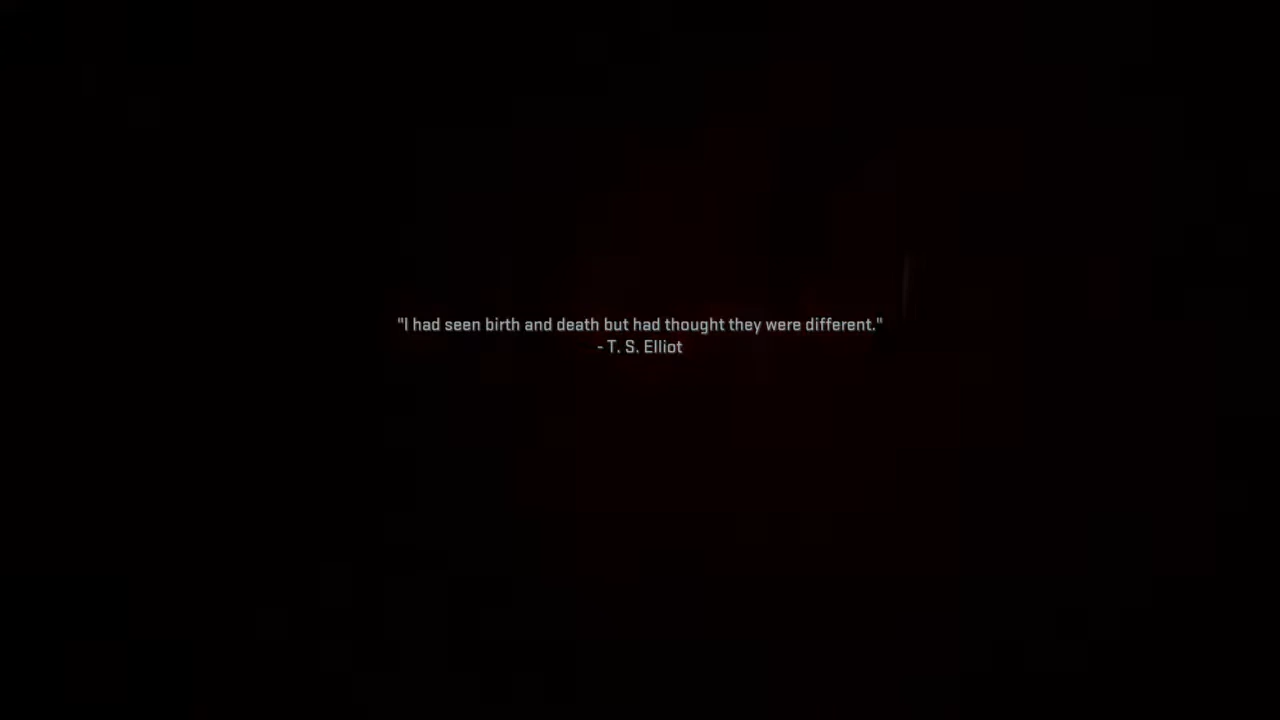 "I had seen birth and death but had thought they were different."
- T. S. Elliot